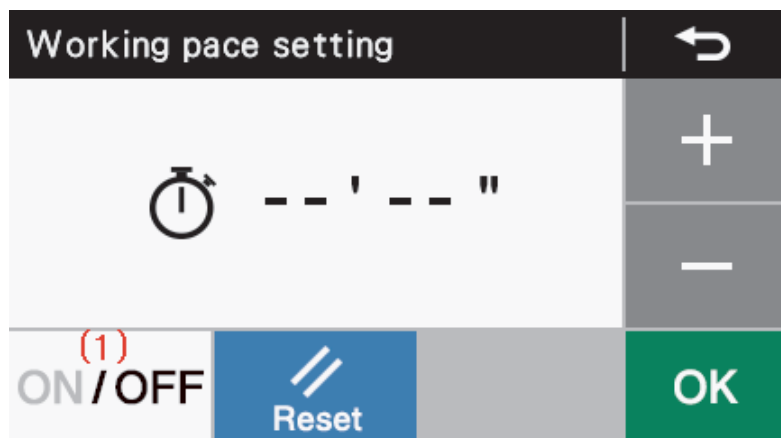 Working pace setting
--'--"
(1)
ON/OFF
Reset
OK